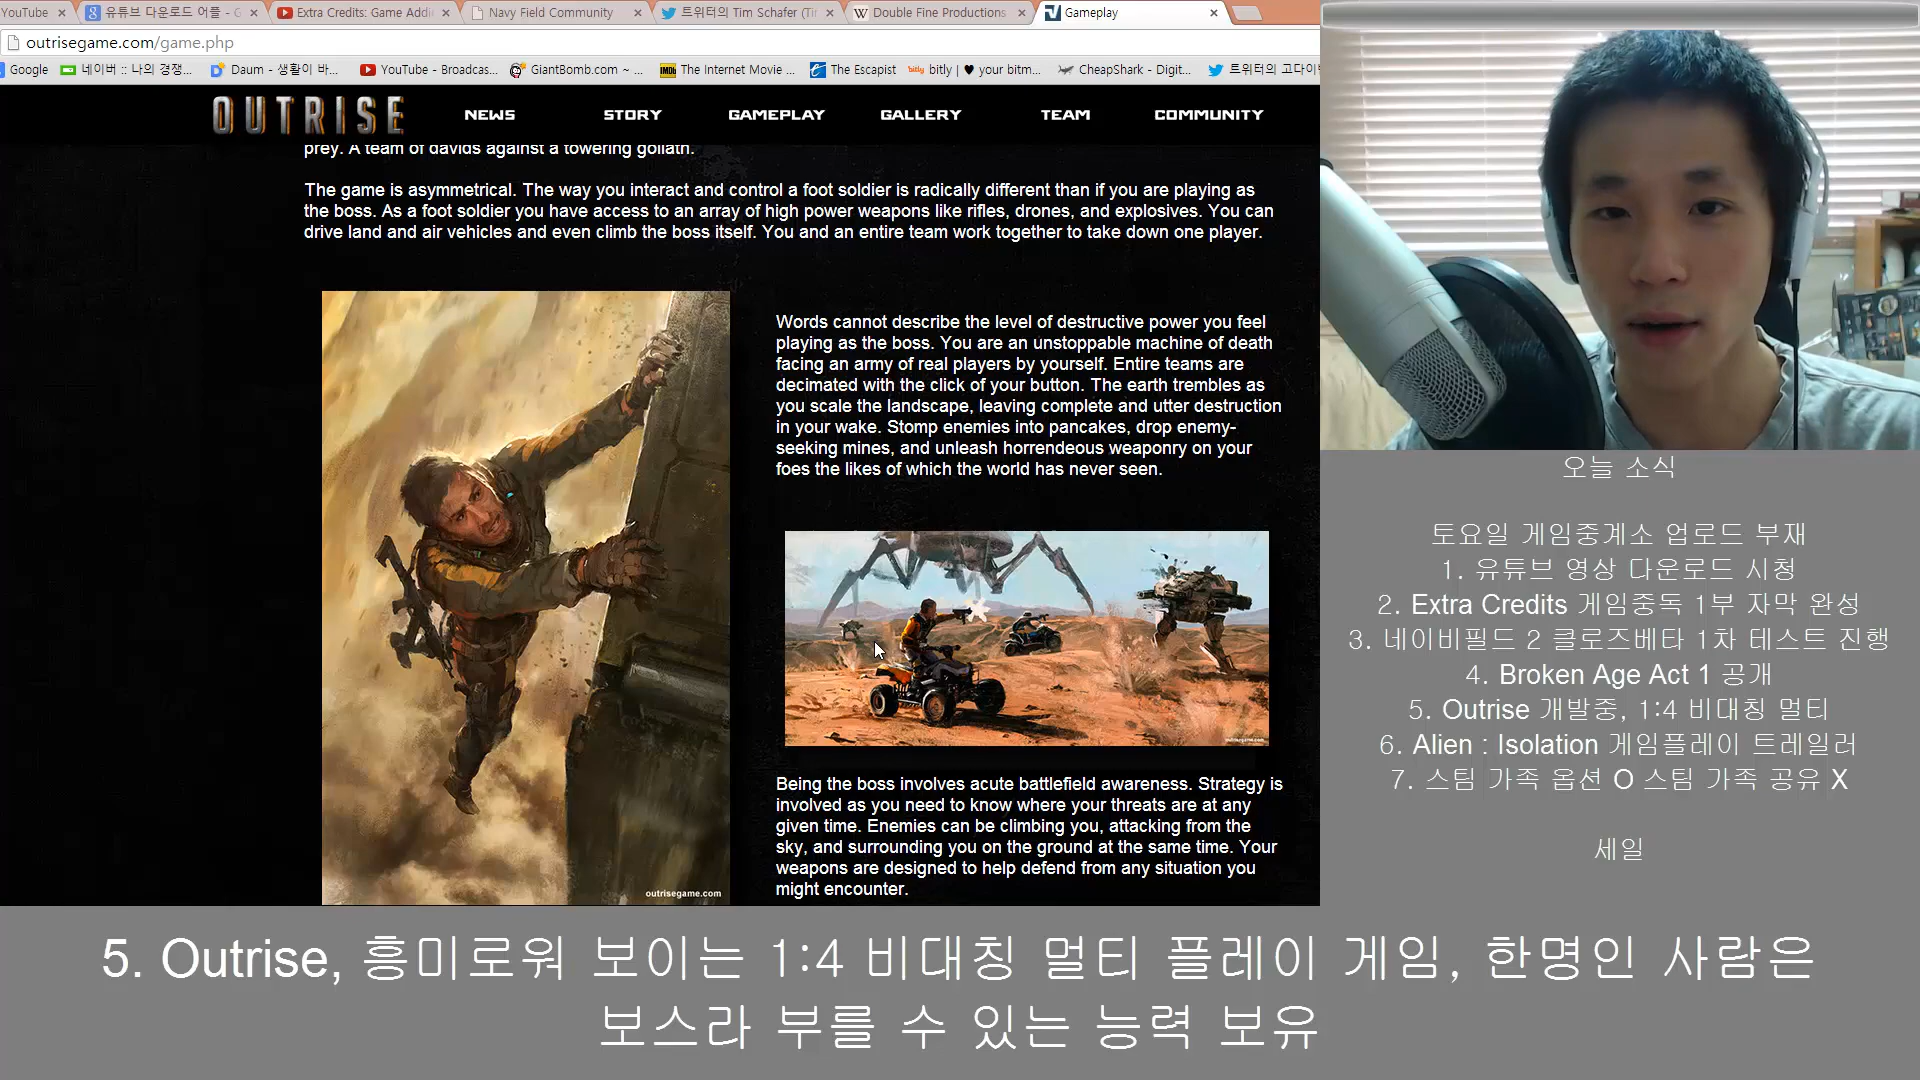 YouTube
유튜브 다운로드 어플 - G
Extra Credits: Game Addi
Navy Field Community
트위터의 Tim Schafer (Tim
Double Fine Productions
Gameplay
outrisegame.com/game.php
Google
네이버 :: 나의 경쟁...
Daum - 생활이 바...
YouTube - Broadcas...
GiantBomb.com ~ ...
IMDb The Internet Movie ...
The Escapist
bitly bitly | ♥ your bitm...
CheapShark - Digit...
트위터의 고다이
OUTRISE
NEWS
STORY
GAMEPLAY
GALLERY
TEAM
COMMUNITY
prey. A team of davids against a towering goliath.
The game is asymmetrical. The way you interact and control a foot soldier is radically different than if you are playing as
the boss. As a foot soldier you have access to an array of high power weapons like rifles, drones, and explosives. You can
drive land and air vehicles and even climb the boss itself. You and an entire team work together to take down one player.
Words cannot describe the level of destructive power you feel
playing as the boss. You are an unstoppable machine of death
facing an army of real players by yourself. Entire teams are
decimated with the click of your button. The earth trembles as
you scale the landscape, leaving complete and utter destruction
in your wake. Stomp enemies into pancakes, drop enemy-
seeking mines, and unleash horrendeous weaponry on your
foes the likes of which the world has never seen.
outrisegame.com
Being the boss involves acute battlefield awareness. Strategy is
involved as you need to know where your threats are at any
given time. Enemies can be climbing you, attacking from the
sky, and surrounding you on the ground at the same time. Your
weapons are designed to help defend from any situation you
might encounter.
outrisegame.com
오늘 소식
토요일 게임중계소 업로드 부재
1. 유튜브 영상 다운로드 시청
2. Extra Credits 게임중독 1부 자막 완성
3. 네이비필드 2 클로즈베타 1차 테스트 진행
4. Broken Age Act 1 공개
5. Outrise 개발중, 1:4 비대칭 멀티
6. Alien : Isolation 게임플레이 트레일러
7. 스팀 가족 옵션 O 스팀 가족 공유 X
세일
5. Outrise, 흥미로워 보이는 1:4 비대칭 멀티 플레이 게임, 한명인 사람은
보스라 부를 수 있는 능력 보유